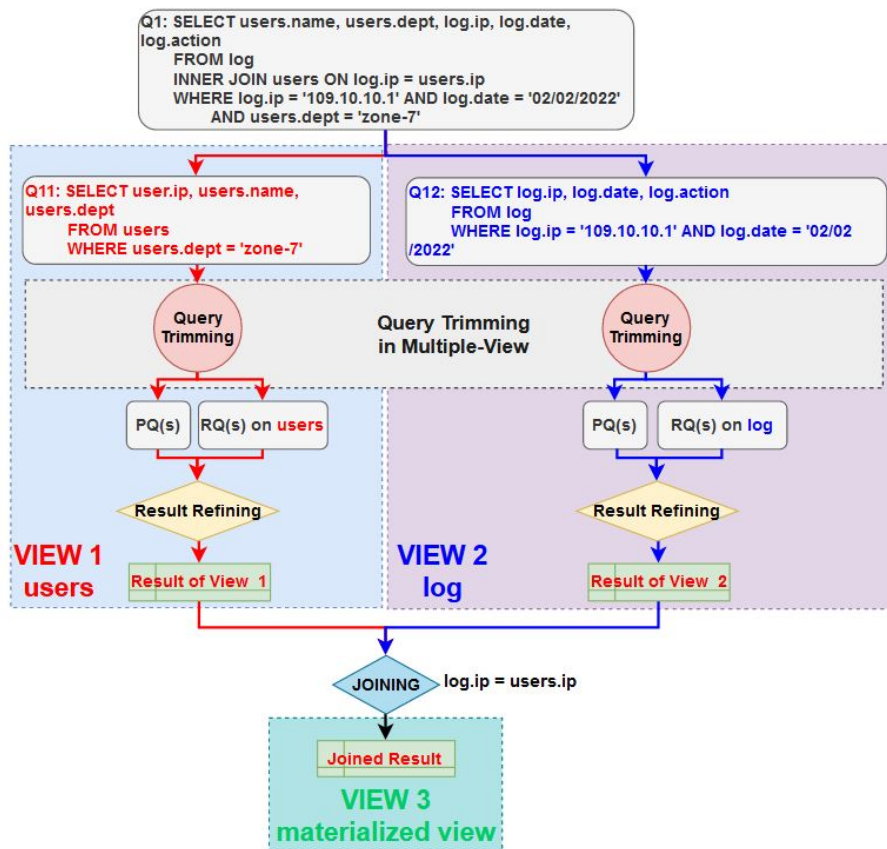 Q1: SELECT users.name, users.dept, log.ip, log.date,
log.action
FROM log
INNER JOIN users ON log.ip = users.ip
WHERE log.ip = '109.10.10.1' AND log.date = '02/02/2022'
AND users.dept = 'zone-7'
Q11: SELECT user.ip, users.name,
users.dept
FROM users
WHERE users.dept = 'zone-7'
Q12: SELECT log.ip, log.date, log.action
FROM log
WHERE log.ip = '109.10.10.1' AND log.date = '02/02
/2022'
Query
Trimming
Query Trimming
in Multiple-View
Query
Trimming
PQ(s)
RQ(s) on users
PQ(s)
RQ(s) on log
Result Refining
Result Refining
VIEW 1
users
Result of View 1
VIEW 2
log
Result of View 2
JOINING
log.ip = users.ip
Joined Result
VIEW 3
materialized view